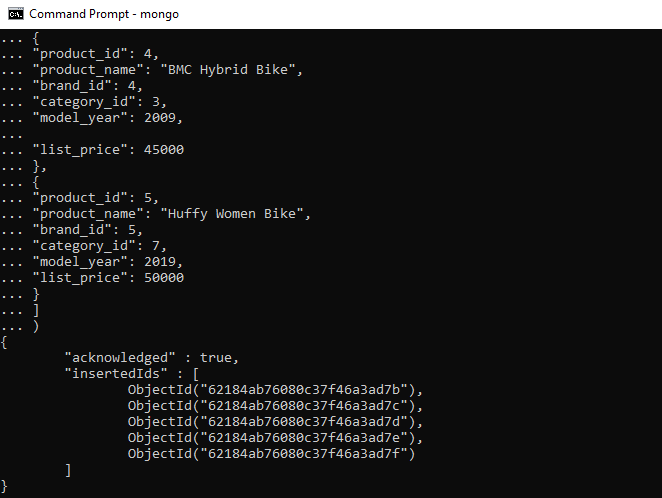 Command Prompt - mongo
... {
... "product_id": 4,
... "product_name": "BMC Hybrid Bike",
... "brand_id": 4,
... "category_id": 3,
... "model_year": 2009,
...
... "list_price": 45000
... },
... {
... "product_id": 5,
... "product_name": "Huffy Women Bike",
... "brand_id": 5,
... "category_id": 7,
... "model_year": 2019,
... "list_price": 50000
... }
... ]
... )
{
        "acknowledged" : true,
        "insertedIds" : [
                ObjectId("62184ab76080c37f46a3ad7b"),
                ObjectId("62184ab76080c37f46a3ad7c"),
                ObjectId("62184ab76080c37f46a3ad7d"),
                ObjectId("62184ab76080c37f46a3ad7e"),
                ObjectId("62184ab76080c37f46a3ad7f")
        ]
}